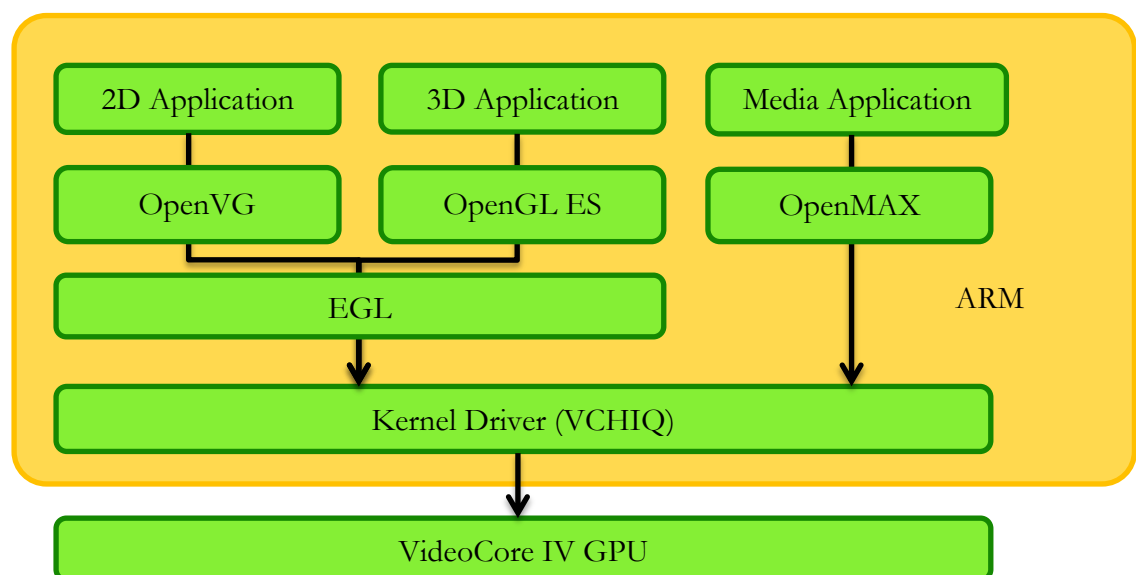 2D Application
3D Application
Media Application
OpenVG
OpenGL ES
OpenMAX
EGL
ARM
Kernel Driver (VCHIQ)
VideoCore IV GPU